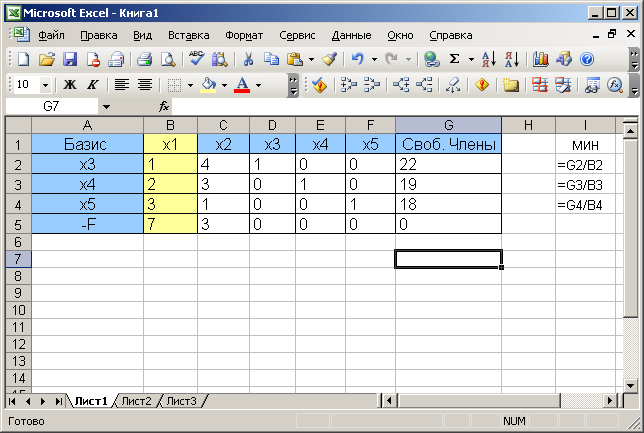 Microsoft Excel - Книга1
Файл Правка Вид Вставка Формат Сервис Данные Окно Справка
10 Ж К
G7 fx
A B C D E F G H I
1 Базис x1 x2 x3 x4 x5 Своб. Члены мин
2 x3 1 4 1 0 0 22 =G2/B2
3 x4 2 3 0 1 0 19 =G3/B3
4 x5 3 1 0 0 1 18 =G4/B4
5 -F 7 3 0 0 0 0
6
7
8
9
10
11
12
13
14
15
Лист1 Лист2 Лист3
Готово NUM